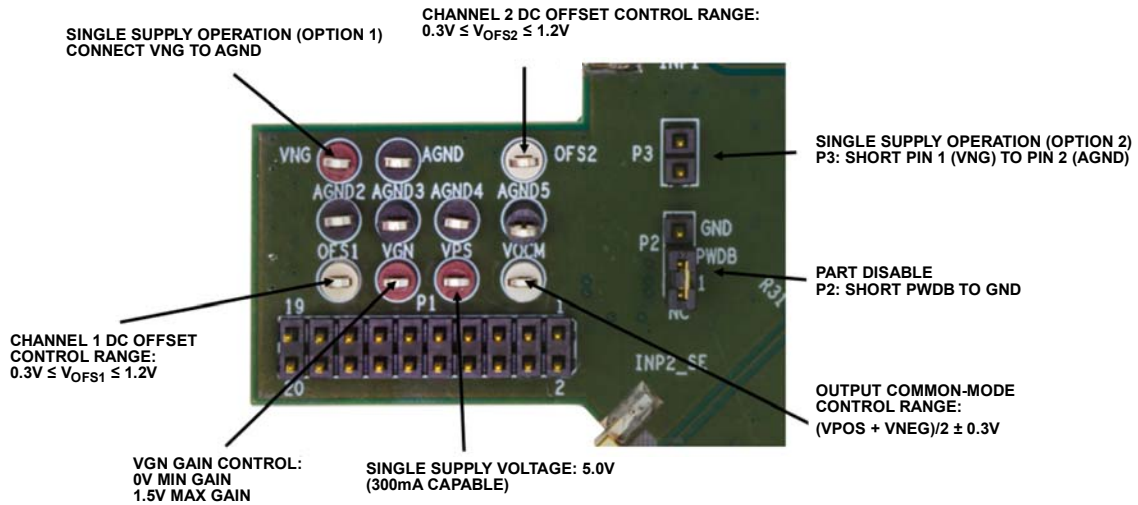 CHANNEL 2 DC OFFSET CONTROL RANGE:
0.3V ≤ VOFS2 ≤ 1.2V
SINGLE SUPPLY OPERATION (OPTION 1)
CONNECT VNG TO AGND
INP1
SINGLE SUPPLY OPERATION (OPTION 2)
P3: SHORT PIN 1 (VNG) TO PIN 2 (AGND)
VNG
AGND
OFS2
P3
AGND2 AGND3 AGND4 AGND5
P2
GND
PWDB
1
NC
R31
PART DISABLE
P2: SHORT PWDB TO GND
OFS1 VGN VPS VOCM
19
P1
1
20
2
INP2_SE
CHANNEL 1 DC OFFSET
CONTROL RANGE:
0.3V ≤ VOFS1 ≤ 1.2V
OUTPUT COMMON-MODE
CONTROL RANGE:
(VPOS + VNEG)/2 ± 0.3V
VGN GAIN CONTROL:
0V MIN GAIN
1.5V MAX GAIN
SINGLE SUPPLY VOLTAGE: 5.0V
(300mA CAPABLE)